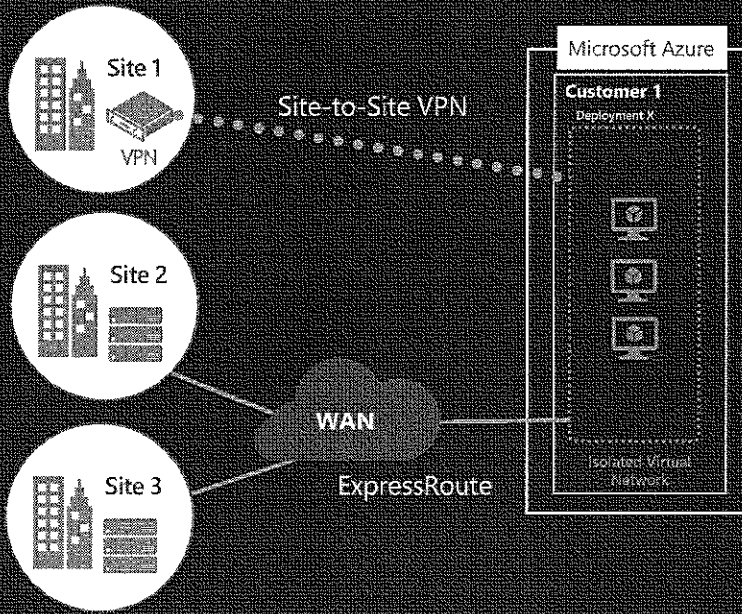 Microsoft Azure
Site 1
VPN
Site-to-Site VPN
Customer 1
Deployment X
Site 2
WAN
ExpressRoute
Isolated Virtual
Network
Site 3